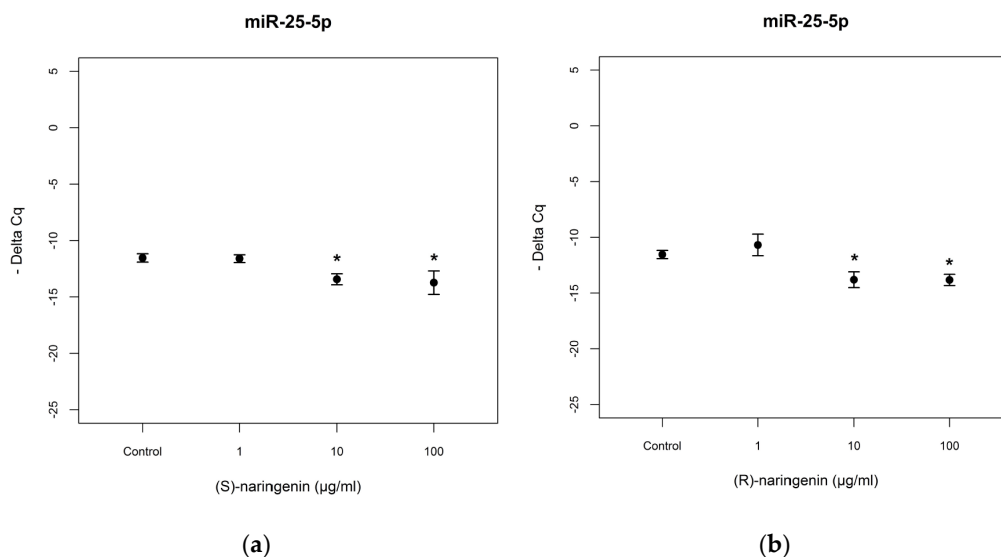 miR-25-5p
- Delta Cq
5
0
-5
-10
-15
-20
-25
* *
Control 1 10 100
(S)-naringenin (µg/ml)
(a)
miR-25-5p
- Delta Cq
5
0
-5
-10
-15
-20
-25
* *
Control 1 10 100
(R)-naringenin (µg/ml)
(b)